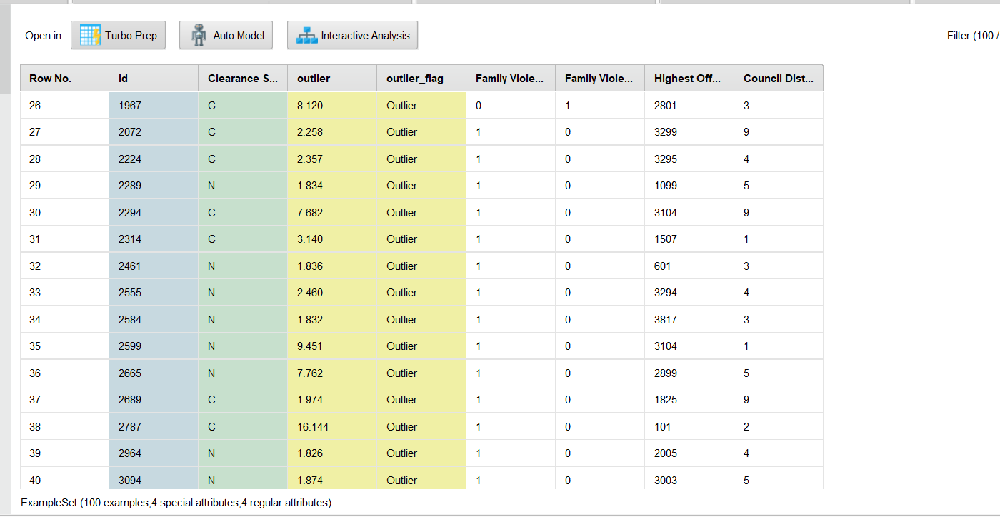 Open in Turbo Prep Auto Model Interactive Analysis Filter (100 /
Row No. id Clearance S... outlier outlier_flag Family Viole... Family Viole... Highest Off... Council Dist...
26 1967 C 8.120 Outlier 0 1 2801 3
27 2072 C 2.258 Outlier 1 0 3299 9
28 2224 C 2.357 Outlier 1 0 3295 4
29 2289 N 1.834 Outlier 1 0 1099 5
30 2294 C 7.682 Outlier 1 0 3104 9
31 2314 C 3.140 Outlier 1 0 1507 1
32 2461 N 1.836 Outlier 1 0 601 3
33 2555 N 2.460 Outlier 1 0 3294 4
34 2584 N 1.832 Outlier 1 0 3817 3
35 2599 N 9.451 Outlier 1 0 3104 1
36 2665 N 7.762 Outlier 1 0 2899 5
37 2689 C 1.974 Outlier 1 0 1825 9
38 2787 C 16.144 Outlier 1 0 101 2
39 2964 N 1.826 Outlier 1 0 2005 4
40 3094 N 1.874 Outlier 1 0 3003 5
ExampleSet (100 examples,4 special attributes,4 regular attributes)